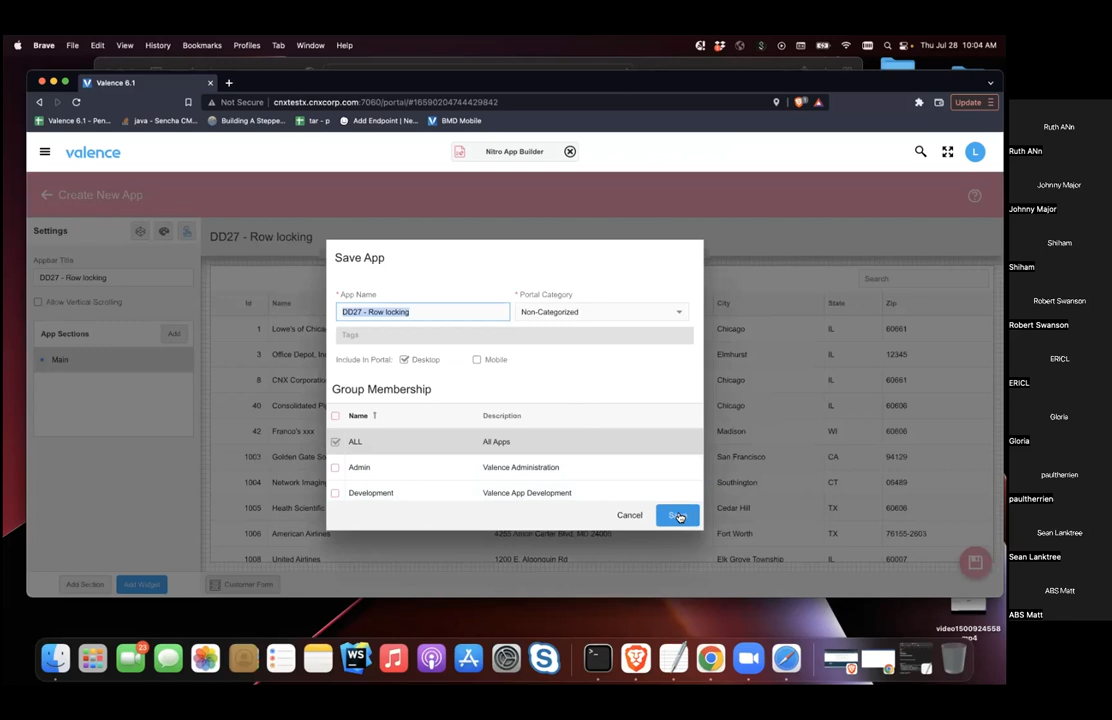 Brave File Edit View History Bookmarks Profiles Tab Window Help Thu Jul 28 10:04 AM
Valence 6.1
Not Secure cnxtestx.cnxcorp.com:7060/portal/#16590204744429842 Update
Valence 6.1 - Pen... java - Sencha CM... Building A Steppe... tar - p Add Endpoint | Ne... BMD Mobile
valence Nitro App Builder L
Create New App
Settings DD27 - Row locking
Appbar Title
DD27 - Row locking
Allow Vertical Scrolling
App Sections Add
Main
Search
Id Name City State Zip
1 Lowe's of Chica Chicago IL 60661
3 Office Depot, In Elmhurst IL 12345
8 CNX Corporatio Chicago IL 60661
40 Consolidated Pa Chicago IL 60606
42 Franco's xxx Madison WI 60606
1003 Golden Gate So San Francisco CA 94129
1004 Network Imaging Southington CT 06489
1005 Heath Scientific Cedar Hill TX 75104
1006 American Airlines 4255 Amon Carter Blvd, MD 24006 Fort Worth TX 76155-2603
1008 United Airlines 1200 E. Algonquin Rd Elk Grove Township IL 60007
Save App
* App Name * Portal Category
DD27 - Row locking Non-Categorized
Tags
Include In Portal: Desktop Mobile
Group Membership
Name Description
ALL All Apps
Admin Valence Administration
Development Valence App Development
Cancel Save
Add Section Add Widget Customer Form
video1500924558
mp4
23
Ruth ANn
Ruth ANn
Johnny Major
Johnny Major
Shiham
Shiham
Robert Swanson
Robert Swanson
ERICL
ERICL
Gloria
Gloria
paultherrien
paultherrien
Sean Lanktree
Sean Lanktree
ABS Matt
ABS Matt